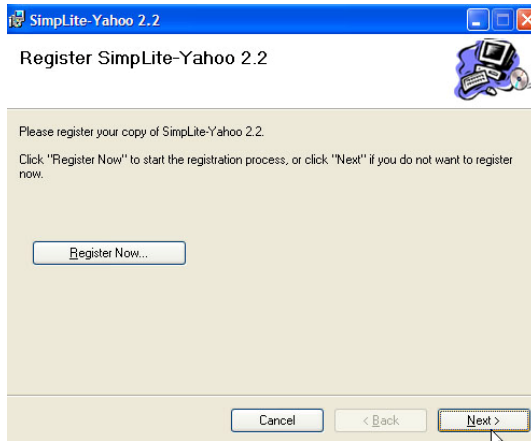 SimpLite-Yahoo 2.2
Register SimpLite-Yahoo 2.2
Please register your copy of SimpLite-Yahoo 2.2.
Click "Register Now" to start the registration process, or click "Next" if you do not want to register
now.
Register Now...
Cancel
< Back
Next >